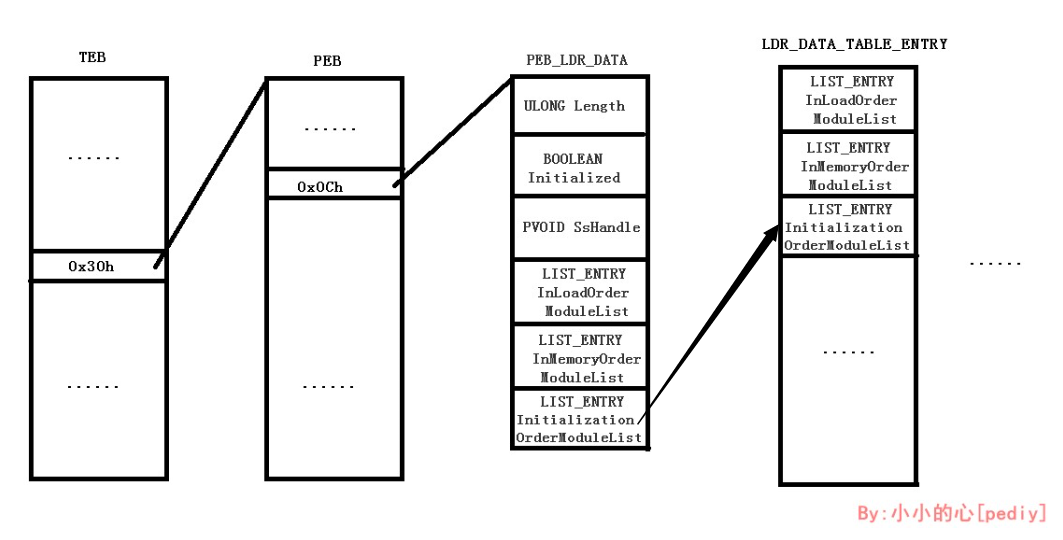 TEB
......
0x30h
......
PEB
......
0x0Ch
......
PEB_LDR_DATA
ULONG Length
BOOLEAN
Initialized
PVOID SsHandle
LIST_ENTRY
InLoadOrder
ModuleList
LIST_ENTRY
InMemoryOrder
ModuleList
LIST_ENTRY
Initialization
OrderModuleList
LDR_DATA_TABLE_ENTRY
LIST_ENTRY
InLoadOrder
ModuleList
LIST_ENTRY
InMemoryOrder
ModuleList
LIST_ENTRY
Initialization
OrderModuleList
......
......
By:小小的心[pediy]